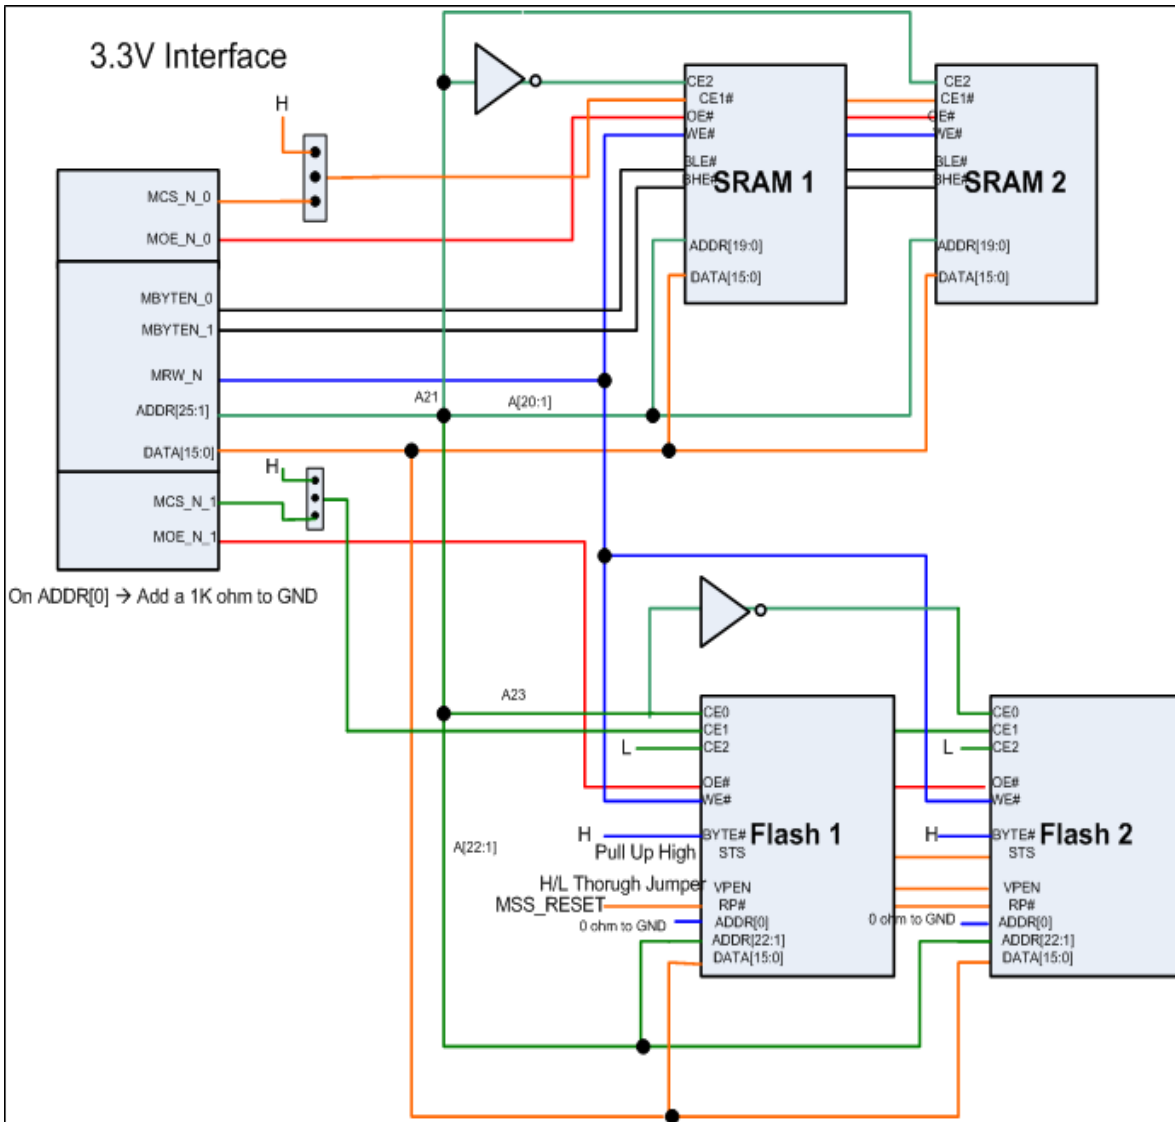 3.3V Interface
H
MCS_N_0
MOE_N_0
MBYTEN_0
MBYTEN_1
MRW_N
ADDR[25:1]
DATA[15:0]
MCS_N_1
MOE_N_1
H
On ADDR[0] → Add a 1K ohm to GND
A21
A[20:1]
CE2
CE1#
OE#
WE#
BLE#
BHE#
SRAM 1
ADDR[19:0]
DATA[15:0]
CE2
CE1#
OE#
WE#
BLE#
BHE#
SRAM 2
ADDR[19:0]
DATA[15:0]
A23
A[22:1]
L
H
Pull Up High
H/L Thorugh Jumper
MSS_RESET
0 ohm to GND
CE0
CE1
CE2
OE#
WE#
BYTE#
Flash 1
STS
VPEN
RP#
ADDR[0]
ADDR[22:1]
DATA[15:0]
L
H
0 ohm to GND
CE0
CE1
CE2
OE#
WE#
BYTE#
Flash 2
STS
VPEN
RP#
ADDR[0]
ADDR[22:1]
DATA[15:0]